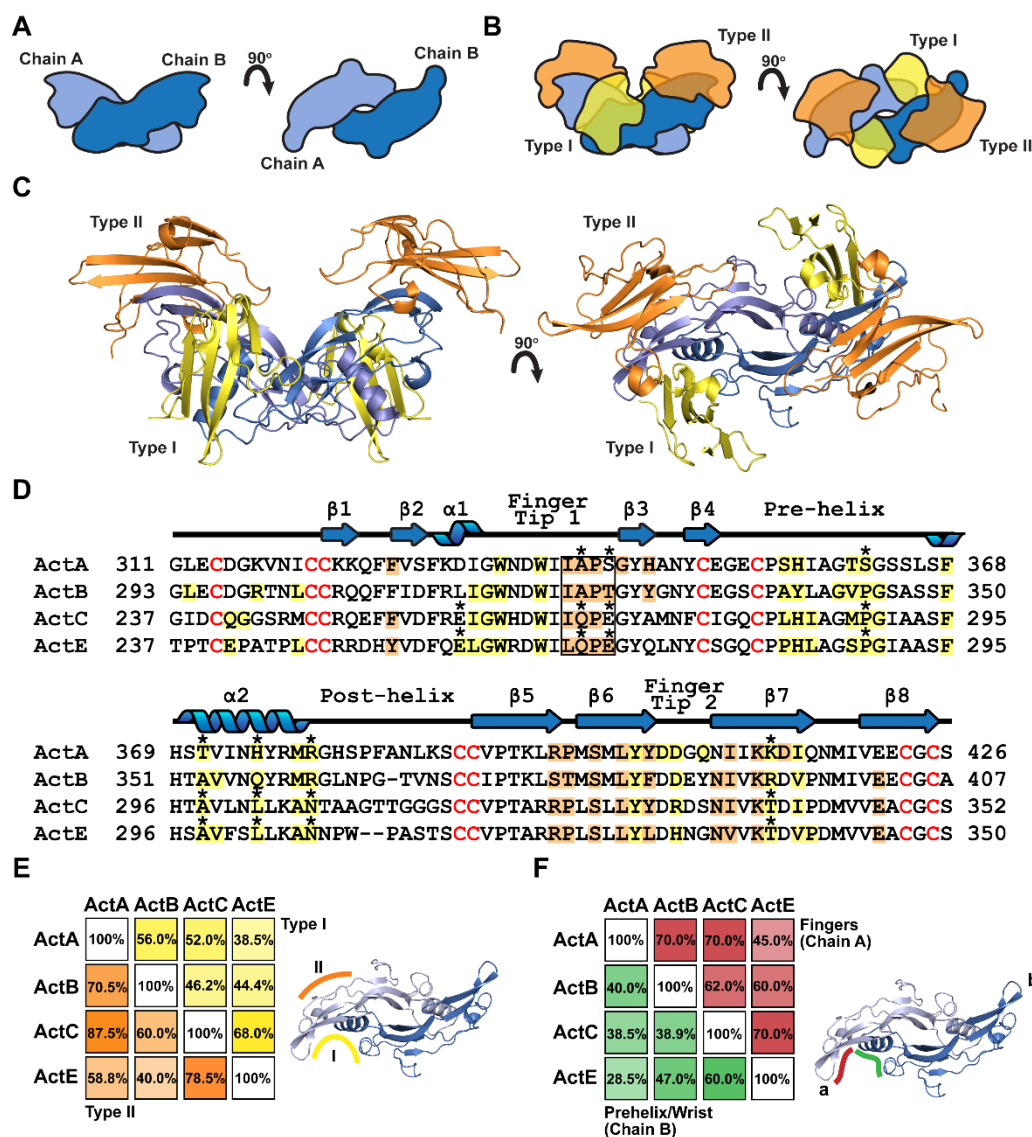 A
Chain A
Chain B
90°
Chain A
Chain B
B
Type II
Type I
90°
Type I
Type II
C
Type II
Type I
90°
Type II
Type I
D
β1 β2 α1 Finger Tip 1 β3 β4 Pre-helix
* * *
ActA 311 GLECDGKVNICCKKQFFVSFKDIGWNDWIIAPSGYHANYCEGECPSHIAGTSGSSLSF 368
ActB 293 GLECDGRTNLCCRQQFFIDFRLIGWNDWIIAPTGYYGNYCEGSCPAYLAGVPGSASSF 350
* * * *
ActC 237 GIDCQGGSRMCCRQEFFVDFREIGWHDWIIQPEGYAMNFCIGQCPLHIAGMPGIAASF 295
* * * *
ActE 237 TPTCEPATPLCCRRDHYVDFQELGWRDWILQPEGYQLNYCSGQCPPHLAGSPGIAASF 295
α2 Post-helix β5 β6 Finger Tip 2 β7 β8
* * * *
ActA 369 HSTVINHYRMRGHSPFANLKSCCVPTKLRPMSMLYYDDGQNIIKKDIQNMIVEECGCS 426
ActB 351 HTAVVNQYRMRGLNPG-TVNSCCIPTKLSTMSMLYFDDEYNIVKRDVPNMIVEECGCA 407
* * * *
ActC 296 HTAVLNLLKANTAAGTTGGGSCCVPTARRPLSLLYYDRDSNIVKTDIPDMVVEACGCS 352
* * * *
ActE 296 HSAVFSLLKANNPW--PASTSCCVPTARRPLSLLYLDHNGNVVKTDVPDMVVEACGCS 350
E
ActA ActB ActC ActE
ActA 100% 56.0% 52.0% 38.5%
ActB 70.5% 100% 46.2% 44.4%
ActC 87.5% 60.0% 100% 68.0%
ActE 58.8% 40.0% 78.5% 100%
Type I
Type II
II
I
F
ActA ActB ActC ActE
ActA 100% 70.0% 70.0% 45.0%
ActB 40.0% 100% 62.0% 60.0%
ActC 38.5% 38.9% 100% 70.0%
ActE 28.5% 47.0% 60.0% 100%
Fingers
(Chain A)
Prehelix/Wrist
(Chain B)
b
a